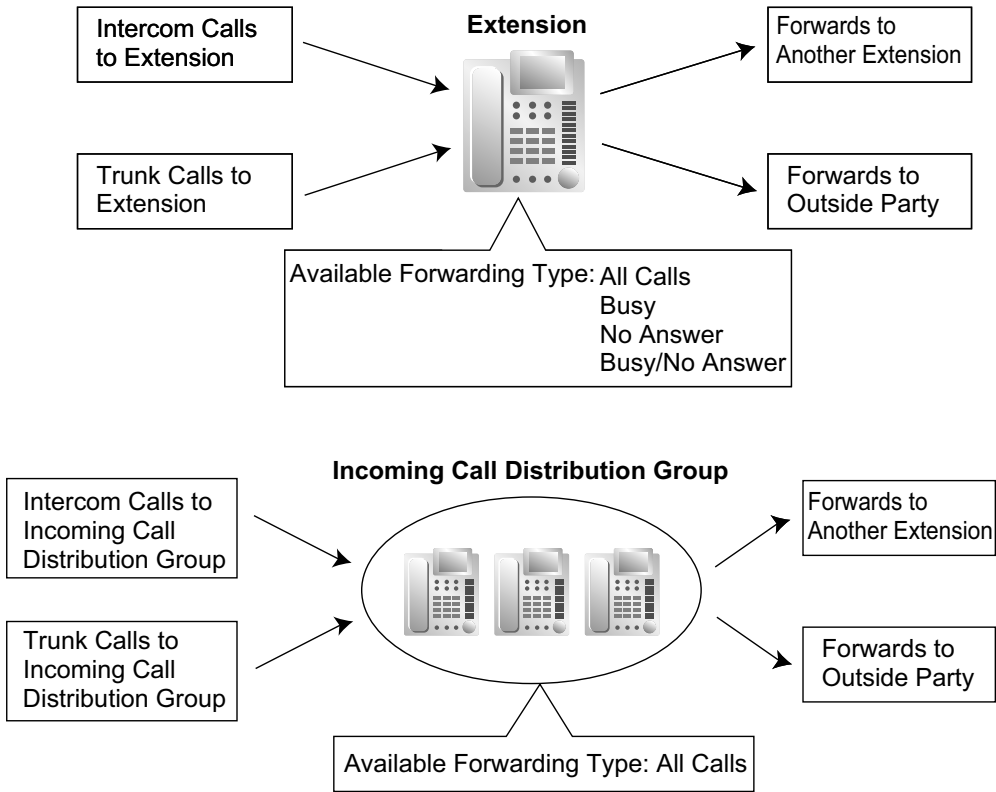 Extension
Intercom Calls
to Extension
Forwards to
Another Extension
Trunk Calls to
Extension
Forwards to
Outside Party
Available Forwarding Type: All Calls
Busy
No Answer
Busy/No Answer
Incoming Call Distribution Group
Intercom Calls to
Incoming Call
Distribution Group
Forwards to
Another Extension
Trunk Calls to
Incoming Call
Distribution Group
Forwards to
Outside Party
Available Forwarding Type: All Calls